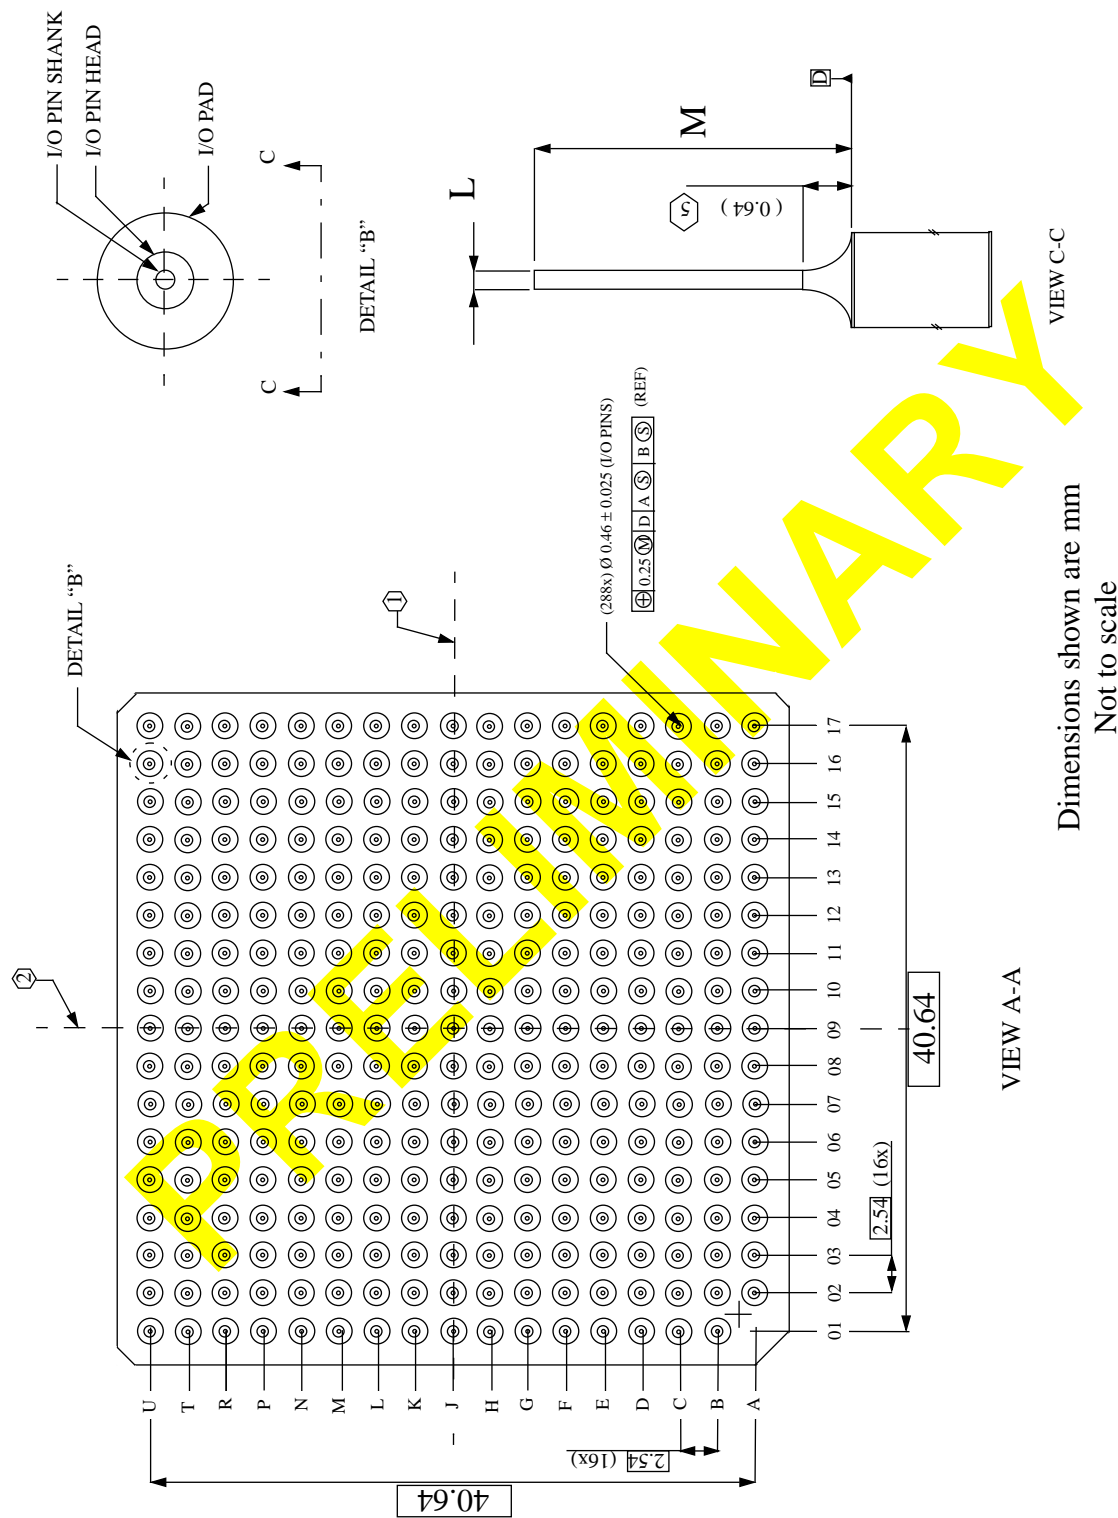 I/O PIN SHANK
I/O PIN HEAD
I/O PAD
C
C
DETAIL “B”
L
M
5
( 0.64 )
D
VIEW C-C
DETAIL “B”
1
2
(288x) Ø 0.46 ± 0.025 (I/O PINS)
⌖ 0.25 Ⓜ D A Ⓢ B Ⓢ (REF)
U
T
R
P
N
M
L
K
J
H
G
F
E
D
C
B
A
01 02 03 04 05 06 07 08 09 10 11 12 13 14 15 16 17
2.54 (16x)
40.64
2.54 (16x)
40.64
VIEW A-A
Dimensions shown are mm
Not to scale
PRELIMINARY